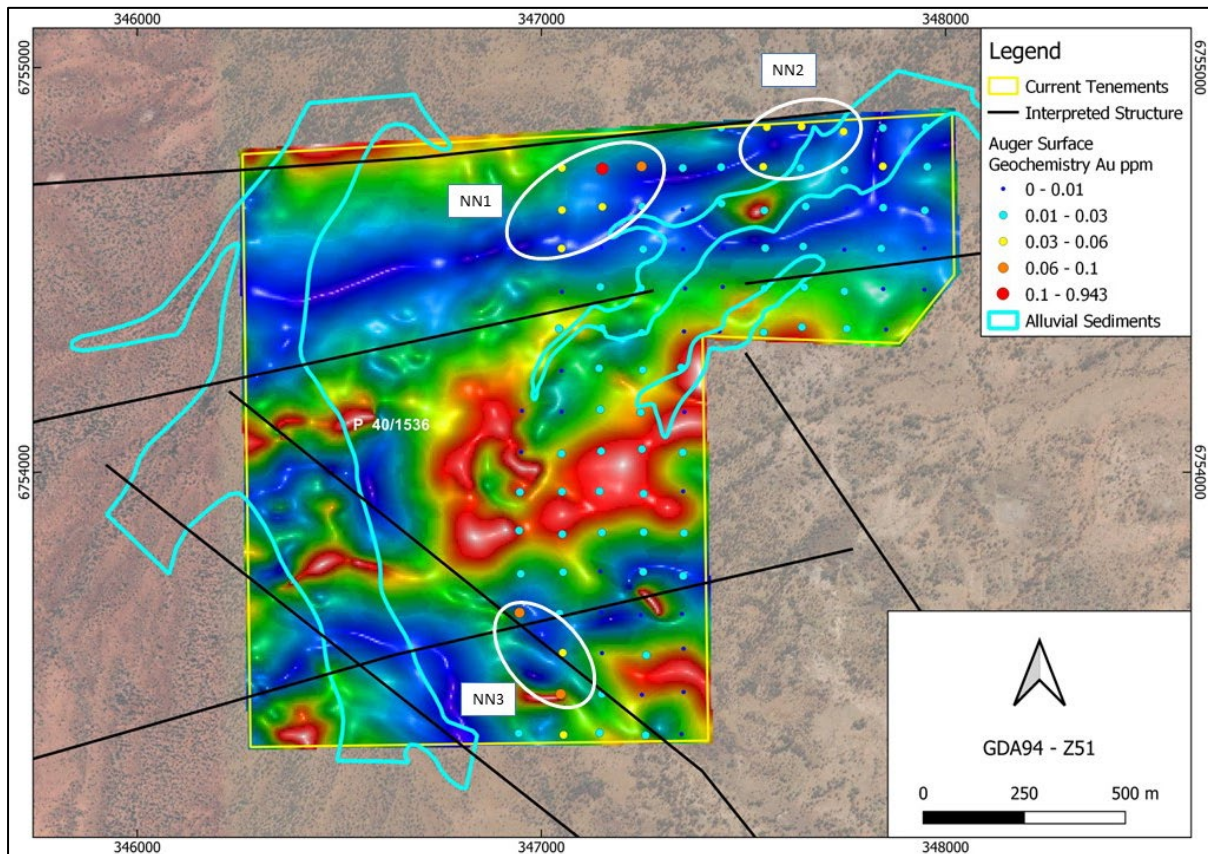 346000
347000
348000
6755000
6755000
Legend
Current Tenements
Interpreted Structure
Auger Surface
Geochemistry Au ppm
0 - 0.01
0.01 - 0.03
0.03 - 0.06
0.06 - 0.1
0.1 - 0.943
Alluvial Sediments
NN2
NN1
P 40/1536
6754000
6754000
NN3
GDA94 - Z51
0 250 500 m
346000
347000
348000